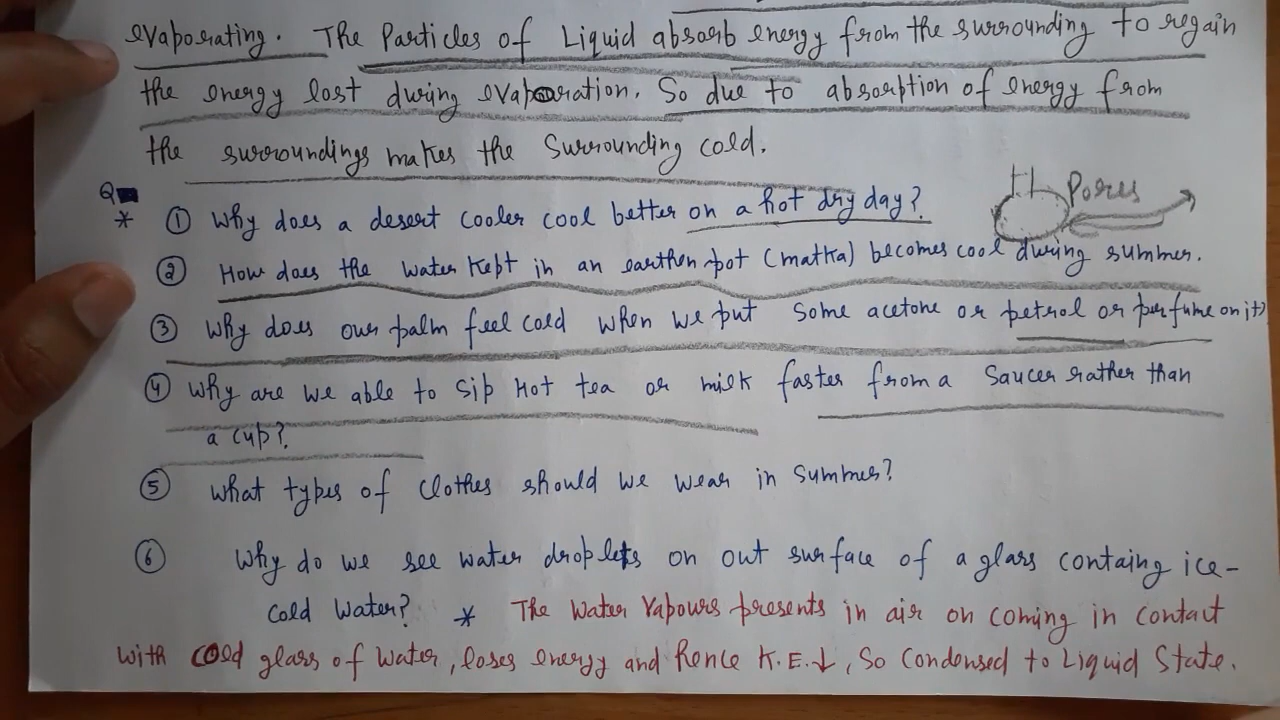 evaporating. The Particles of Liquid absorb energy from the surrounding to regain
the energy lost during evaporation. So due to absorption of energy from
the surroundings makes the Surrounding cold.
Q
Pores
* ① Why does a desert cooler cool better on a hot dry day?
② How does the water kept in an earthen pot (matka) becomes cool during summer.
③ Why does our palm feel cold when we put some acetone or petrol or perfume on it?
④ Why are we able to sip Hot tea or milk faster from a Saucer rather than
a cup?
⑤ What types of clothes should we wear in Summer?
⑥ Why do we see water droplets on out surface of a glass containg ice-
cold water? * The water Vapours presents in air on coming in contact
with cold glass of water, loses energy and hence K.E.↓, So Condensed to Liquid State.